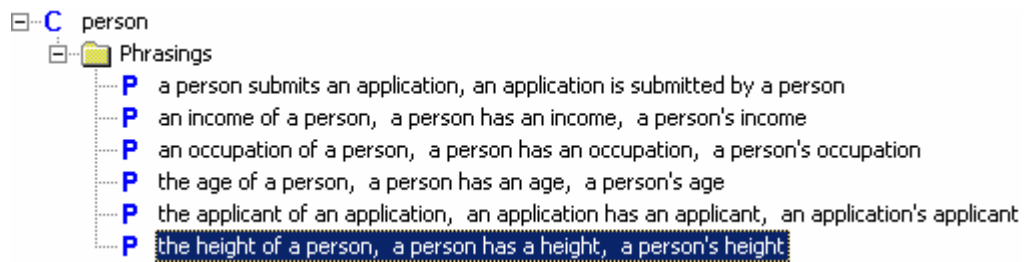 C person
Phrasings
P a person submits an application, an application is submitted by a person
P an income of a person, a person has an income, a person's income
P an occupation of a person, a person has an occupation, a person's occupation
P the age of a person, a person has an age, a person's age
P the applicant of an application, an application has an applicant, an application's applicant
P the height of a person, a person has a height, a person's height